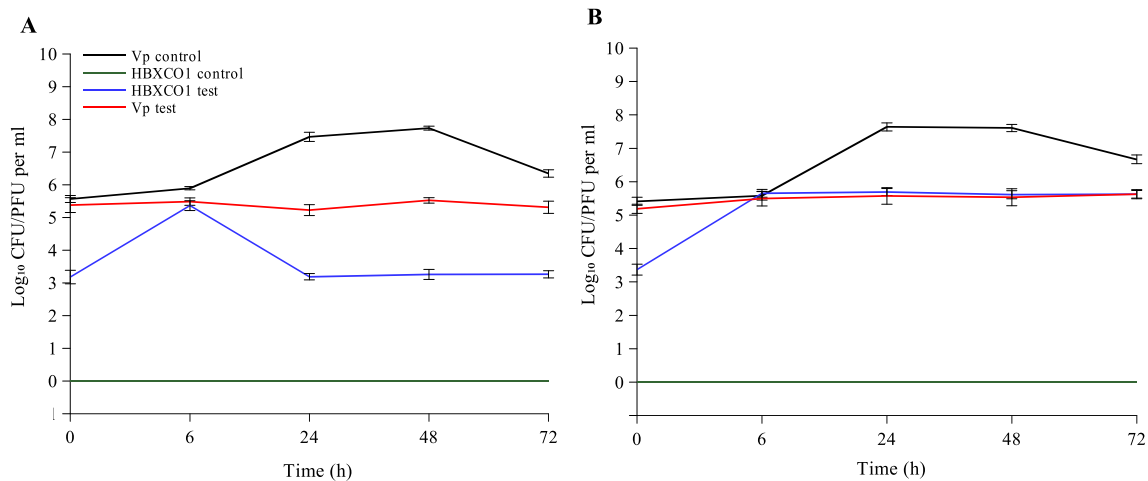 A
B
Vp control
HBXCO1 control
HBXCO1 test
Vp test
Log₁₀ CFU/PFU per ml
10
9
8
7
6
5
4
3
2
1
0
0 6 24 48 72
Time (h)
Log₁₀ CFU/PFU per ml
10
9
8
7
6
5
4
3
2
1
0
0 6 24 48 72
Time (h)